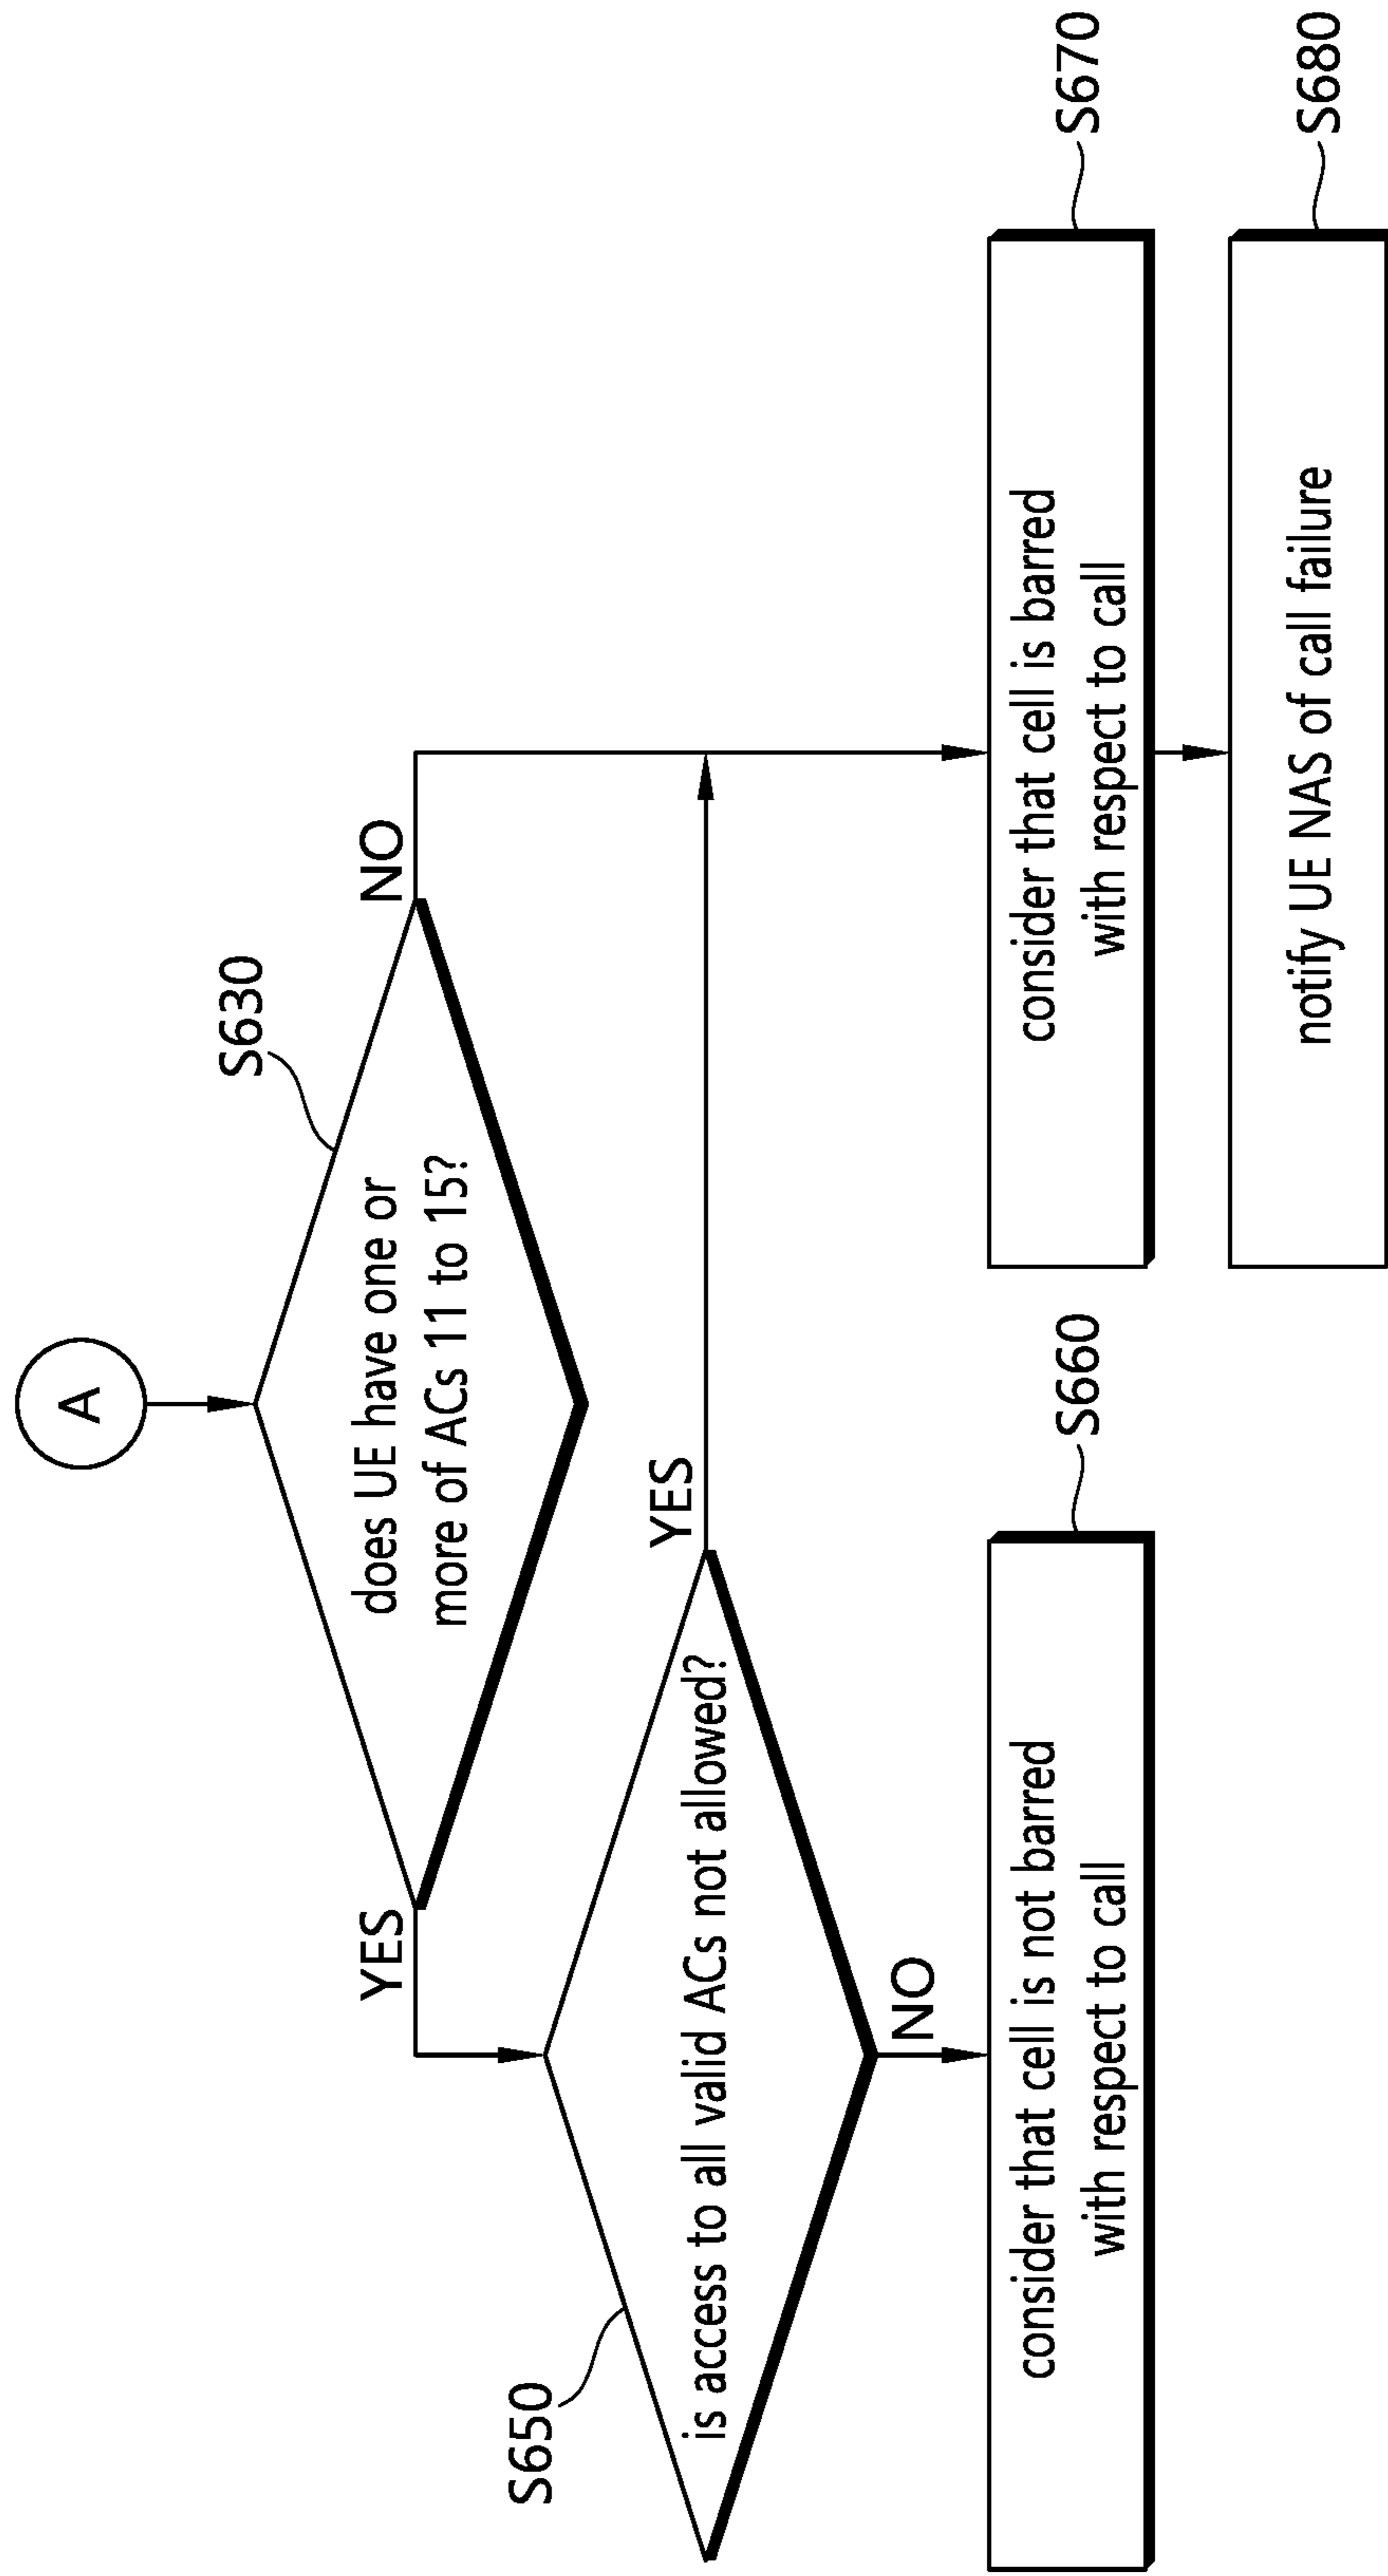 A
S630
does UE have one or
more of ACs 11 to 15?
YES
NO
S650
is access to all valid ACs not allowed?
YES
NO
S660
consider that cell is not barred
with respect to call
S670
consider that cell is barred
with respect to call
S680
notify UE NAS of call failure